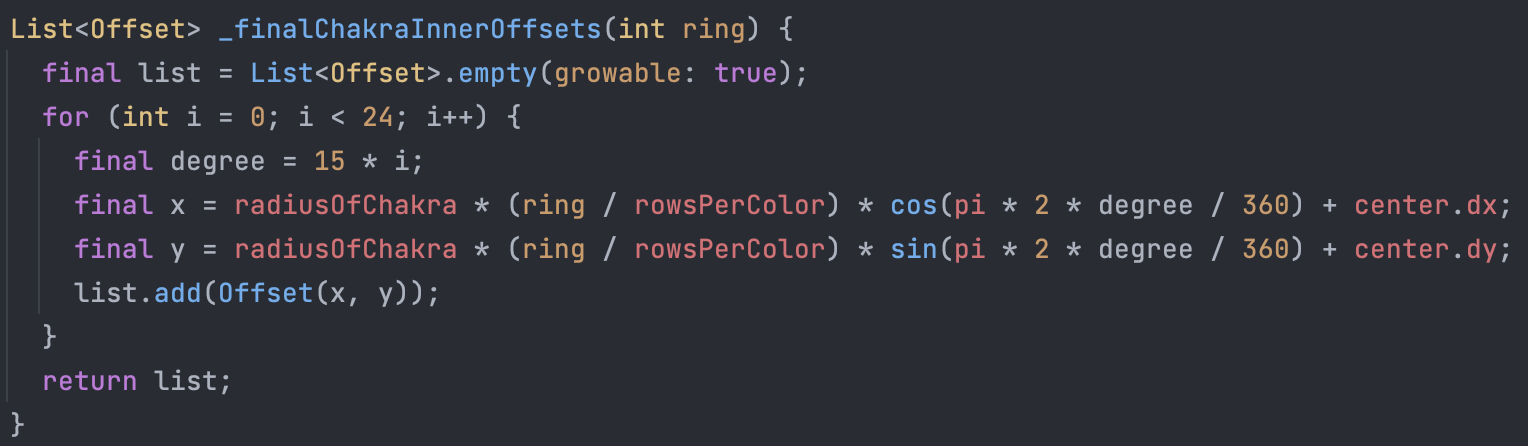 List<Offset> _finalChakraInnerOffsets(int ring) {
  final list = List<Offset>.empty(growable: true);
  for (int i = 0; i < 24; i++) {
    final degree = 15 * i;
    final x = radiusOfChakra * (ring / rowsPerColor) * cos(pi * 2 * degree / 360) + center.dx;
    final y = radiusOfChakra * (ring / rowsPerColor) * sin(pi * 2 * degree / 360) + center.dy;
    list.add(Offset(x, y));
  }
  return list;
}